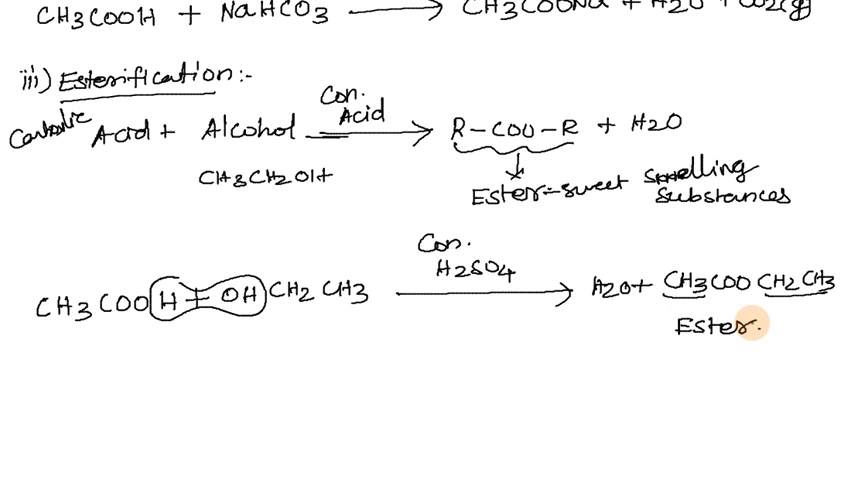 CH3COOH + NaHCO3 → CH3COONa + H2O + CO2(g)
iii) Esterification:-
Carboxlic Acid + Alcohol Con. Acid → R-COO-R + H2O
CH3CH2OH
Ester=sweet smelling substances
CH3COOH + OHCH2CH3 Con. H2SO4 → H2O + CH3COOCH2CH3
Ester.